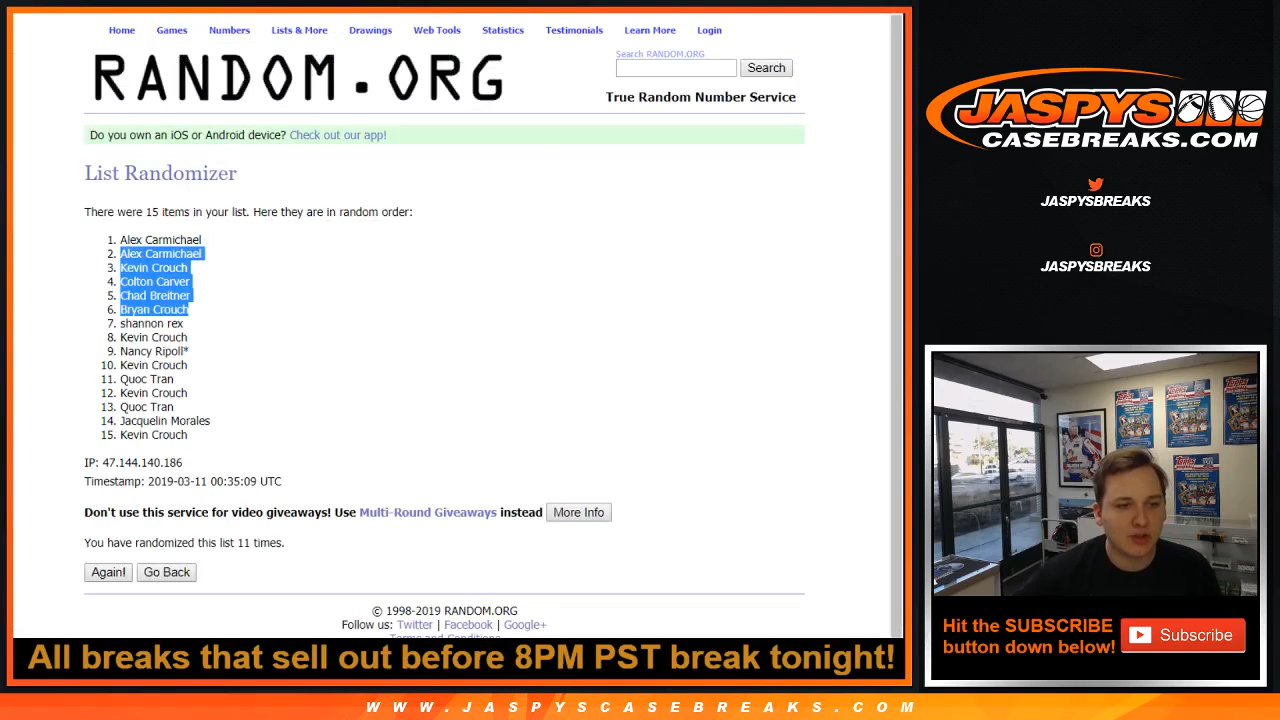 Home Games Numbers Lists & More Drawings Web Tools Statistics Testimonials Learn More Login
RANDOM.ORG
Search RANDOM.ORG
Search
True Random Number Service
Do you own an iOS or Android device? Check out our app!
List Randomizer
There were 15 items in your list. Here they are in random order:
1. Alex Carmichael
2. Alex Carmichael
3. Kevin Crouch
4. Colton Carver
5. Chad Breitner
6. Bryan Crouch
7. shannon rex
8. Kevin Crouch
9. Nancy Ripoll*
10. Kevin Crouch
11. Quoc Tran
12. Kevin Crouch
13. Quoc Tran
14. Jacquelin Morales
15. Kevin Crouch
IP: 47.144.140.186
Timestamp: 2019-03-11 00:35:09 UTC
Don't use this service for video giveaways! Use Multi-Round Giveaways instead More Info
You have randomized this list 11 times.
Again! Go Back
© 1998-2019 RANDOM.ORG
Follow us: Twitter | Facebook | Google+
Terms and Conditions
All breaks that sell out before 8PM PST break tonight!
JASPYS
CASEBREAKS.COM
JASPYSBREAKS
JASPYSBREAKS
Topps
Topps
Topps
Topps
Hit the SUBSCRIBE
button down below!
Subscribe
WWW.JASPYSCASEBREAKS.COM